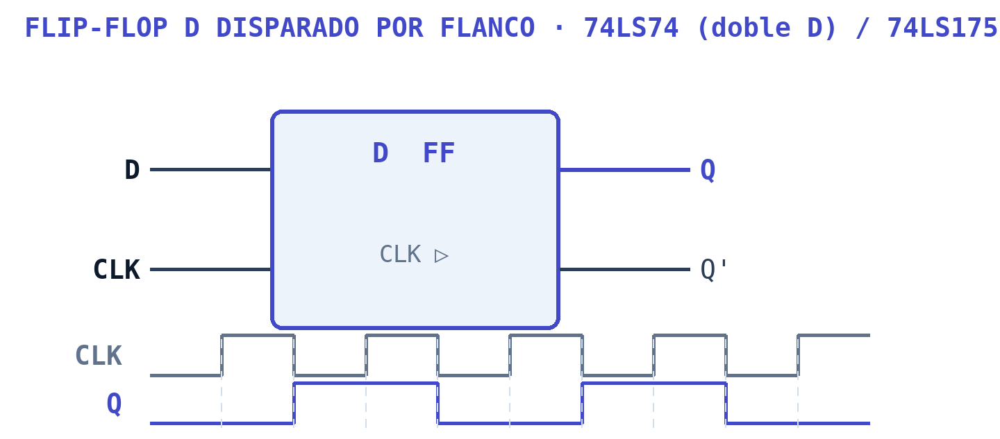 FLIP-FLOP D DISPARADO POR FLANCO · 74LS74 (doble D) / 74LS175
D FF
D
Q
CLK ▷
CLK
Q'
CLK
Q